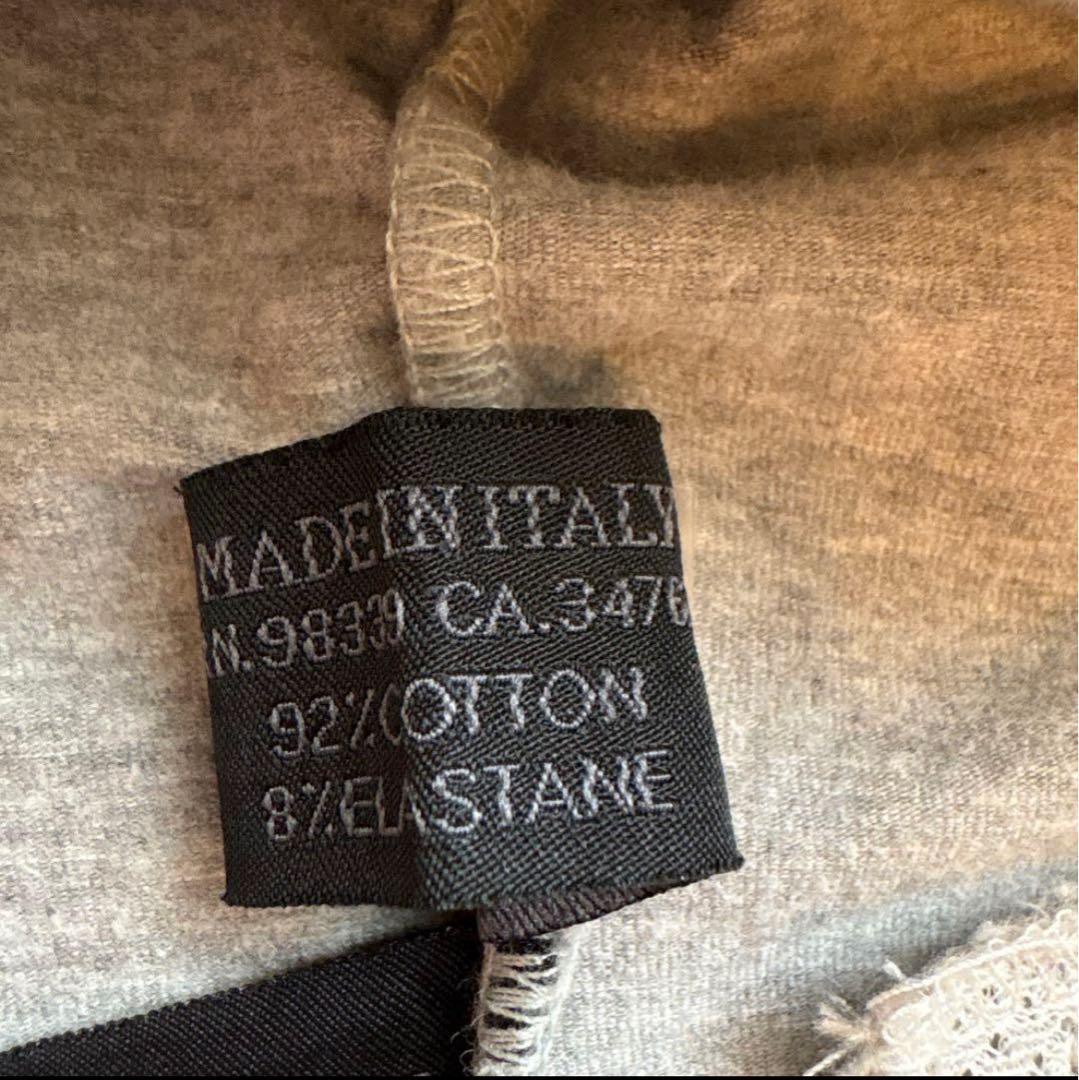 MADE IN ITALY
RN.98339 CA.3476
92% COTTON
8% ELASTANE